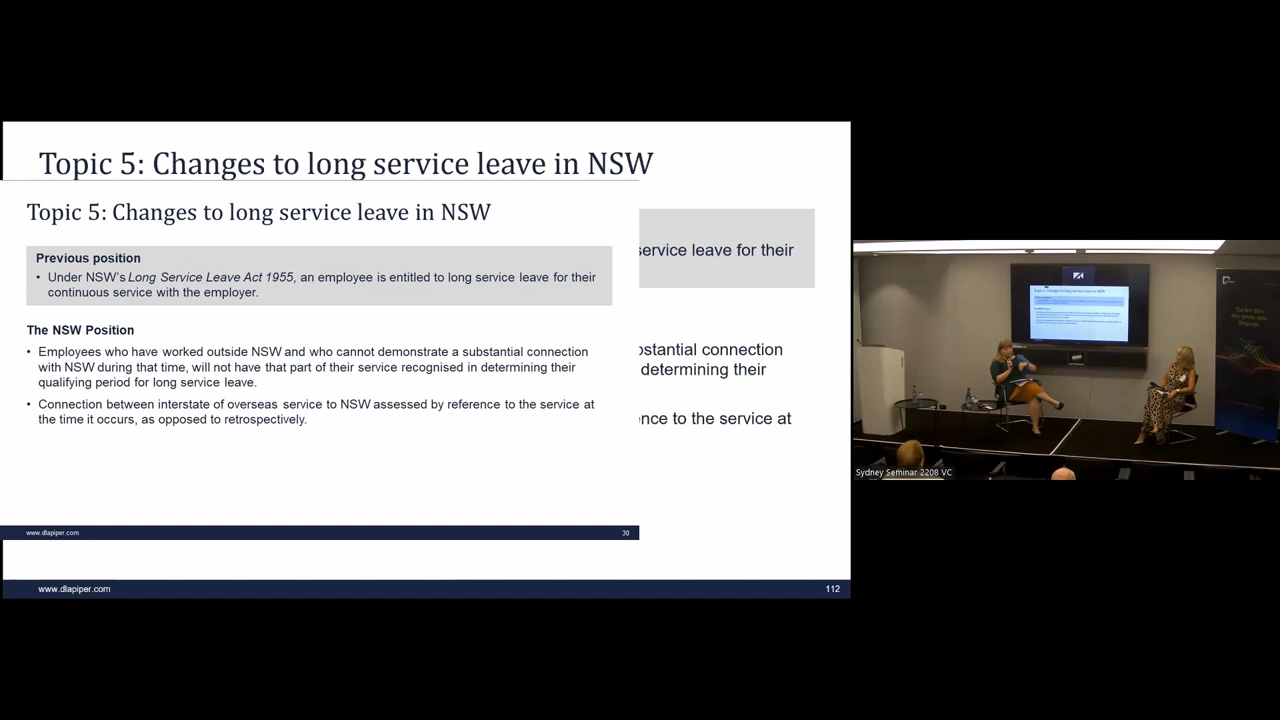 Topic 5: Changes to long service leave in NSW
Topic 5: Changes to long service leave in NSW
Previous position
• Under NSW's Long Service Leave Act 1955, an employee is entitled to long service leave for their
continuous service with the employer.
The NSW Position
• Employees who have worked outside NSW and who cannot demonstrate a substantial connection
with NSW during that time, will not have that part of their service recognised in determining their
qualifying period for long service leave.
• Connection between interstate of overseas service to NSW assessed by reference to the service at
the time it occurs, as opposed to retrospectively.
www.dlapiper.com
30
service leave for their
connection
determining their
to the service at
www.dlapiper.com
112
Sydney Seminar 2208 VC